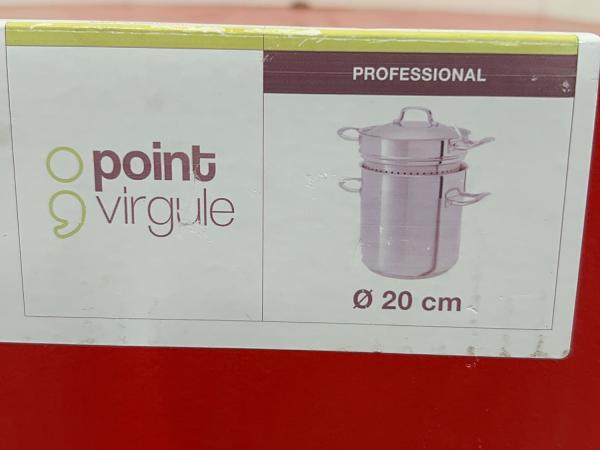 point
virgule
PROFESSIONAL
Ø 20 cm